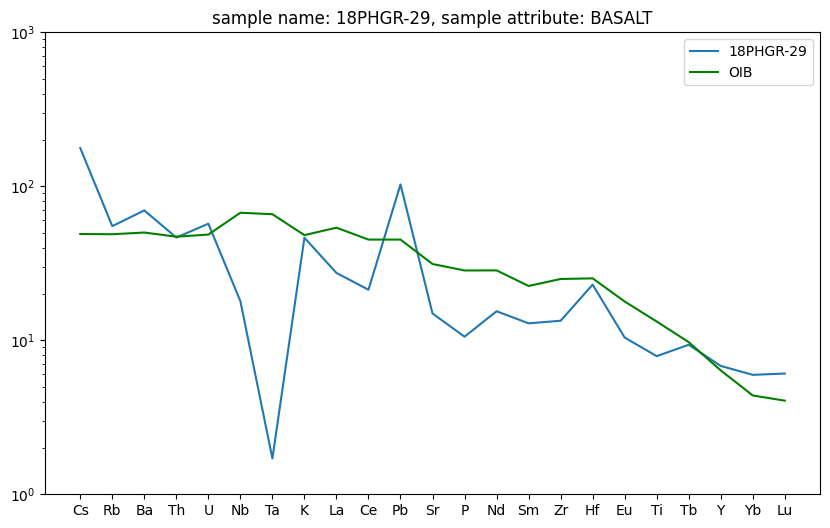 sample name: 18PHGR-29, sample attribute: BASALT
10³
18PHGR-29
OIB
10²
10¹
10⁰
Cs Rb Ba Th U Nb Ta K La Ce Pb Sr P Nd Sm Zr Hf Eu Ti Tb Y Yb Lu